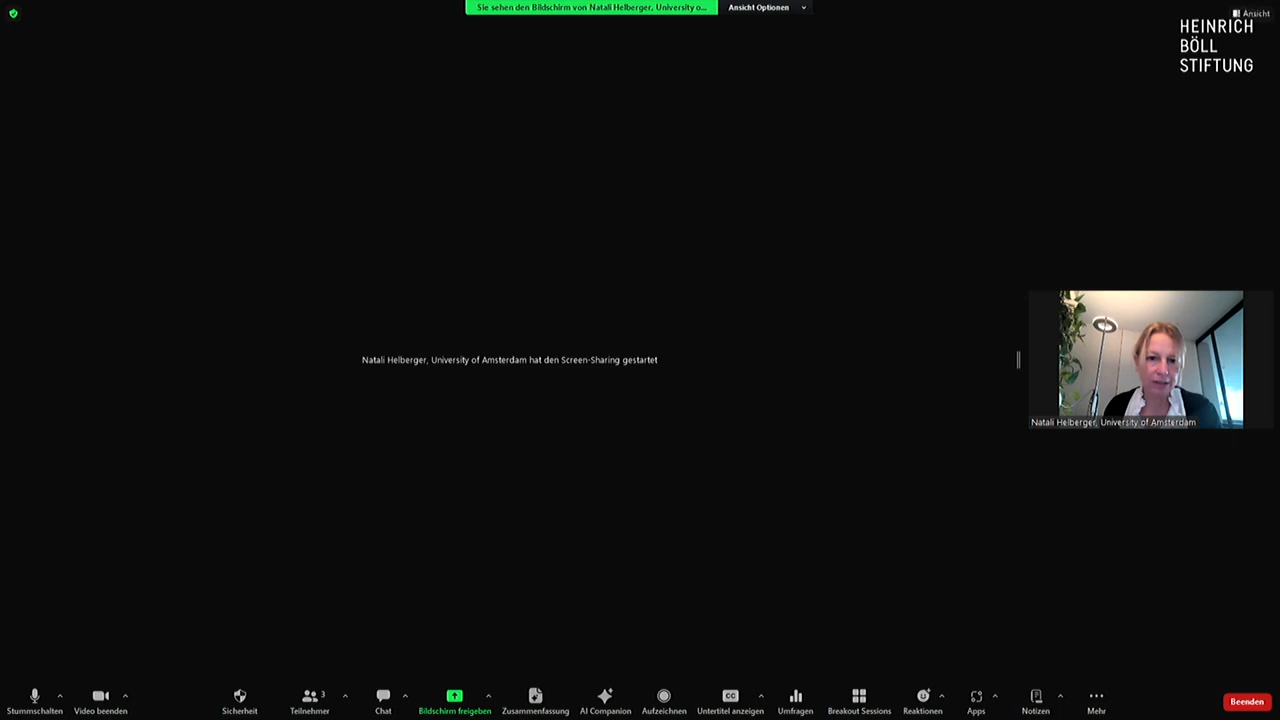 Sie sehen den Bildschirm von Natali Helberger, University o...
Ansicht Optionen
Ansicht
HEINRICH
BÖLL
STIFTUNG
Natali Helberger, University of Amsterdam hat den Screen-Sharing gestartet
Natali Helberger, University of Amsterdam
Stummschalten
Video beenden
Sicherheit
3
Teilnehmer
Chat
Bildschirm freigeben
Zusammenfassung
AI Companion
Aufzeichnen
CC
Untertitel anzeigen
Umfragen
Breakout Sessions
Reaktionen
Apps
Notizen
Mehr
Beenden